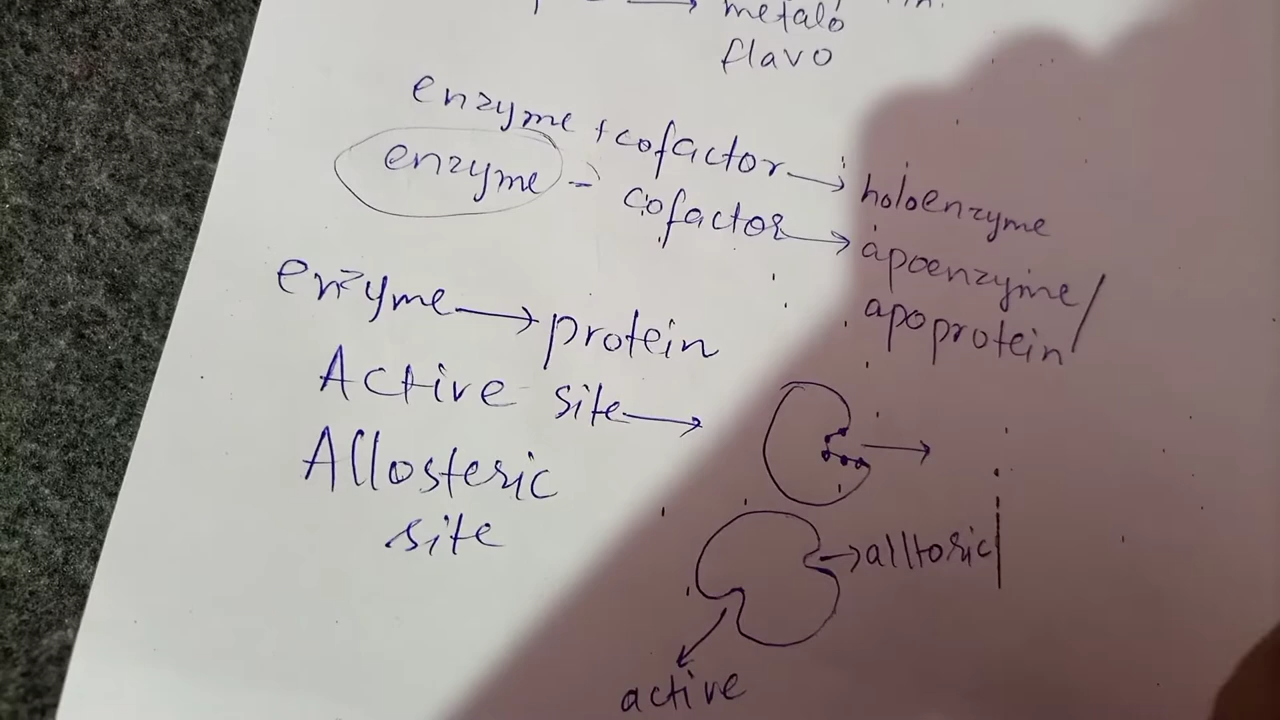 metalo
flavo
enzyme + cofactor → holoenzyme
enzyme - cofactor → apoenzyme/
apoprotein
enzyme → protein
Active site →
Allosteric
site
→ alltoric
active